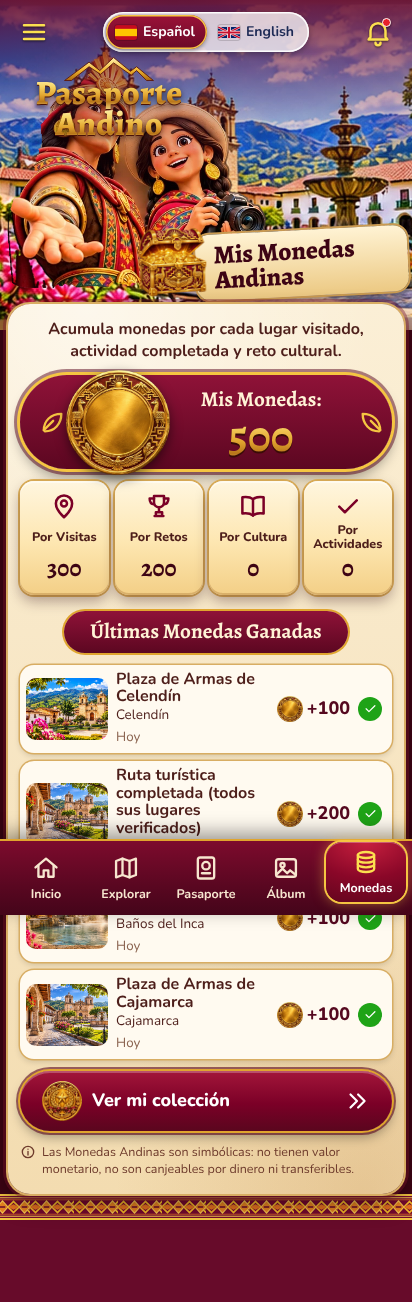 Español
English
Pasaporte
Andino
Mis Monedas
Andinas
Acumula monedas por cada lugar visitado,
actividad completada y reto cultural.
Mis Monedas:
500
Por Visitas
300
Por Retos
200
Por Cultura
0
Por
Actividades
0
Últimas Monedas Ganadas
Plaza de Armas de
Celendín
Celendín
Hoy
+100
Ruta turística
completada (todos
sus lugares
verificados)
+200
Inicio
Explorar
Pasaporte
Álbum
Monedas
Baños del Inca
Hoy
+100
Plaza de Armas de
Cajamarca
Cajamarca
Hoy
+100
Ver mi colección
Las Monedas Andinas son simbólicas: no tienen valor
monetario, no son canjeables por dinero ni transferibles.